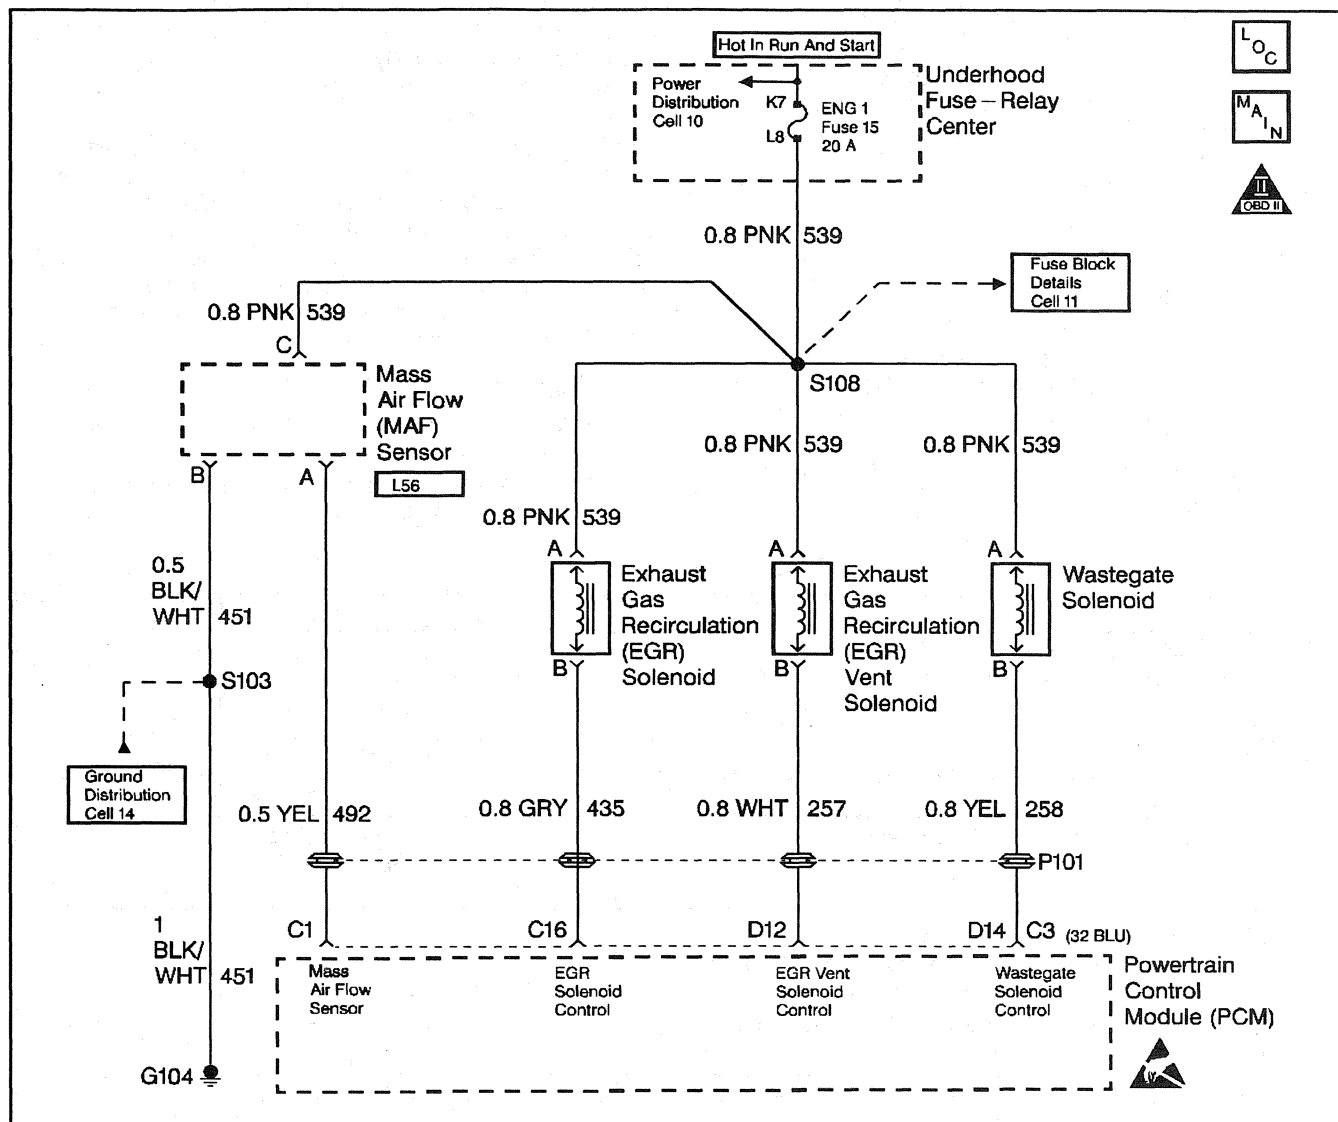 Hot In Run And Start
L
O
C
M
A
I
N
II
OBD II
Power
Distribution
Cell 10
K7
L8
ENG 1
Fuse 15
20 A
Underhood
Fuse – Relay
Center
0.8 PNK 539
Fuse Block
Details
Cell 11
0.8 PNK 539
C
S108
Mass
Air Flow
(MAF)
Sensor
L56
B
A
0.8 PNK 539
0.8 PNK 539
0.8 PNK 539
A
Exhaust
Gas
Recirculation
(EGR)
Solenoid
B
A
Exhaust
Gas
Recirculation
(EGR)
Vent
Solenoid
B
A
Wastegate
Solenoid
B
0.5
BLK/
WHT 451
S103
Ground
Distribution
Cell 14
0.5 YEL 492
0.8 GRY 435
0.8 WHT 257
0.8 YEL 258
P101
1
BLK/
WHT 451
G104
C1
C16
D12
D14
C3 (32 BLU)
Mass
Air Flow
Sensor
EGR
Solenoid
Control
EGR Vent
Solenoid
Control
Wastegate
Solenoid
Control
Powertrain
Control
Module (PCM)